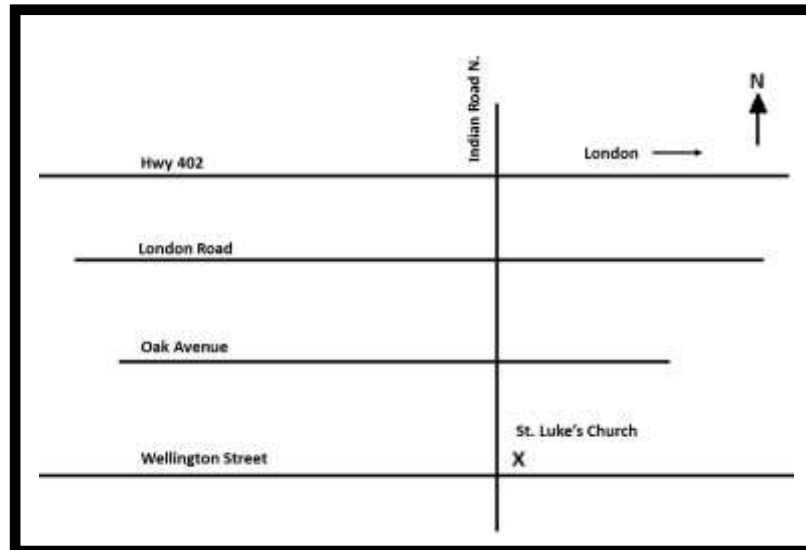 Indian Road N.
N
London
Hwy 402
London Road
Oak Avenue
St. Luke's Church
X
Wellington Street